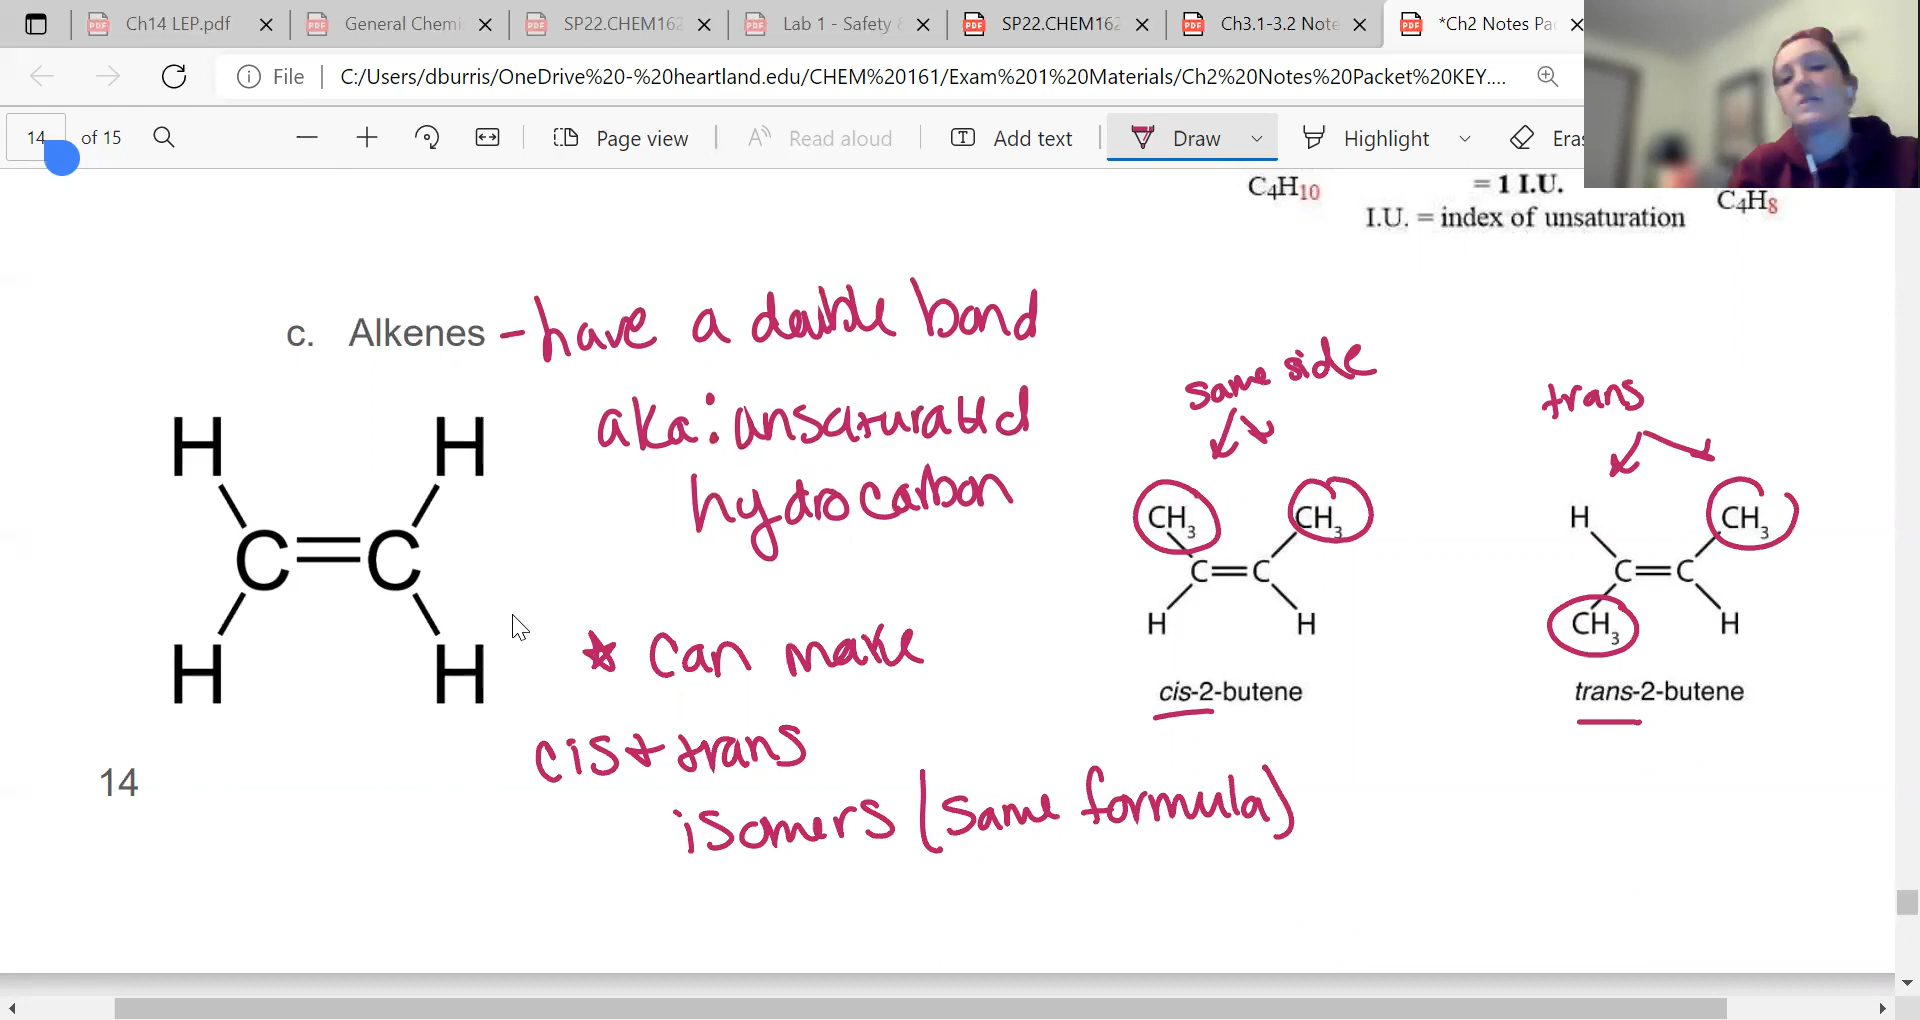 Ch14 LEP.pdf
General Chemi
SP22.CHEM162
Lab 1 - Safety &
SP22.CHEM162
Ch3.1-3.2 Note
*Ch2 Notes Pa
File
C:/Users/dburris/OneDrive%20-%20heartland.edu/CHEM%20161/Exam%201%20Materials/Ch2%20Notes%20Packet%20KEY....
14 of 15
Page view
Read aloud
Add text
Draw
Highlight
Eras
C₄H₁₀
= 1 I.U.
I.U. = index of unsaturation
C₄H₈
c. Alkenes - have a double bond
aka: unsaturated
hydrocarbon
same side
trans
H H
C=C
H H
CH₃ CH₃
C=C
H H
cis-2-butene
H CH₃
C=C
CH₃ H
trans-2-butene
* can make
cis + trans
isomers (same formula)
14